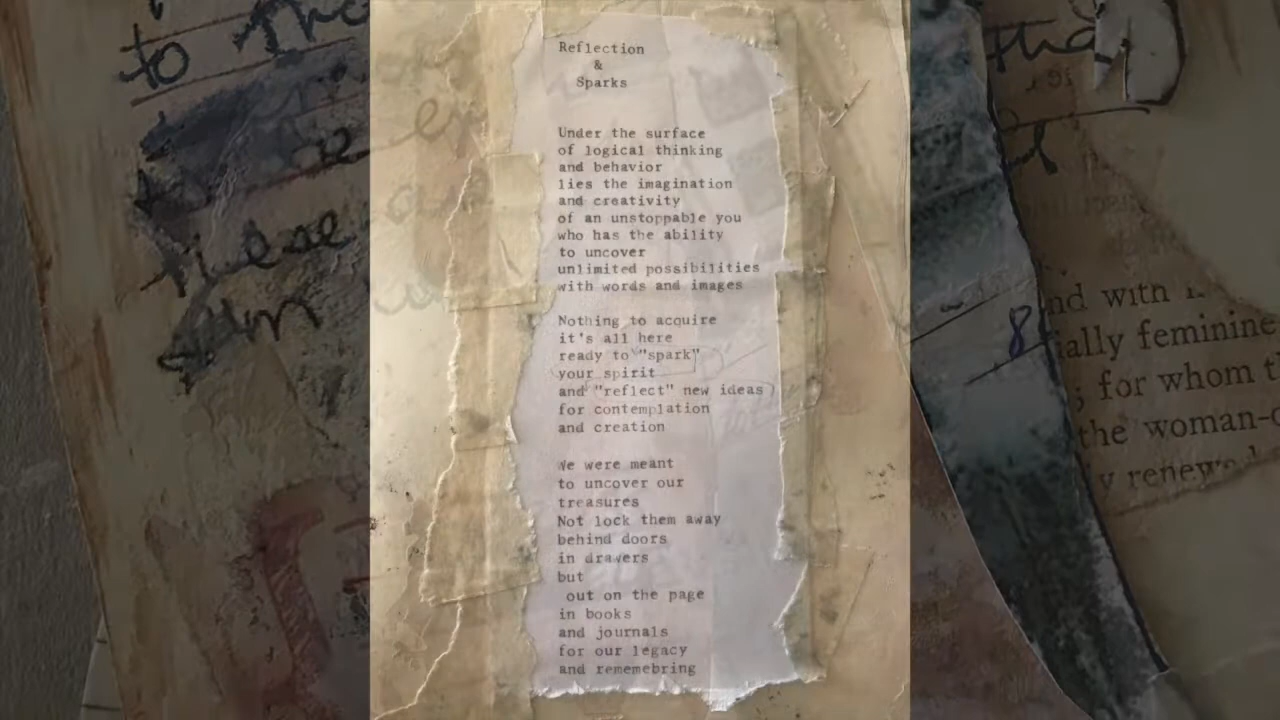 Reflection
&
Sparks
Under the surface
of logical thinking
and behavior
lies the imagination
and creativity
of an unstoppable you
who has the ability
to uncover
unlimited possibilities
with words and images
Nothing to acquire
it's all here
ready to "spark"
your spirit
and "reflect" new ideas
for contemplation
and creation
We were meant
to uncover our
treasures
Not lock them away
behind doors
in drawers
but
out on the page
in books
and journals
for our legacy
and rememebring
to
these
8
with
ially feminine
; for whom
the woman-